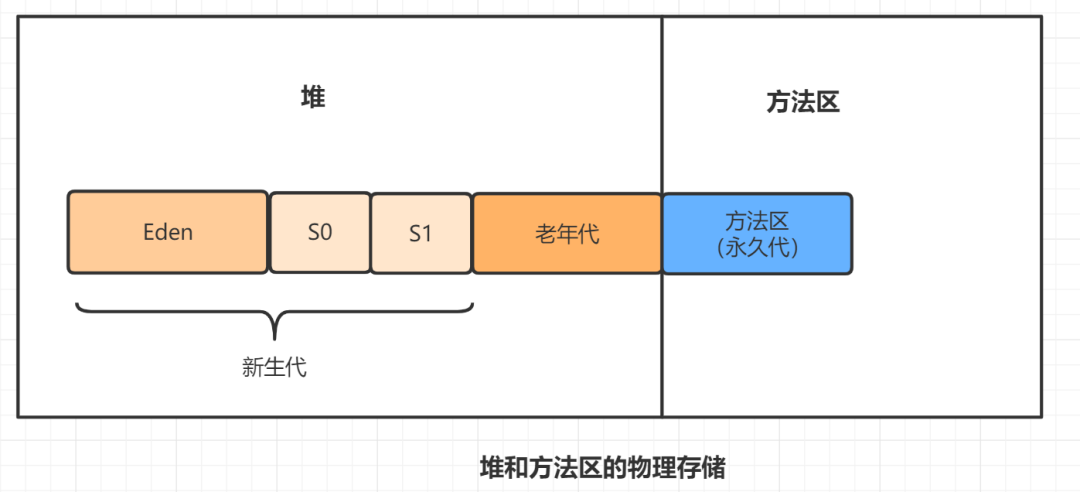 堆
方法区
Eden
S0
S1
老年代
方法区
（永久代）
新生代
堆和方法区的物理存储